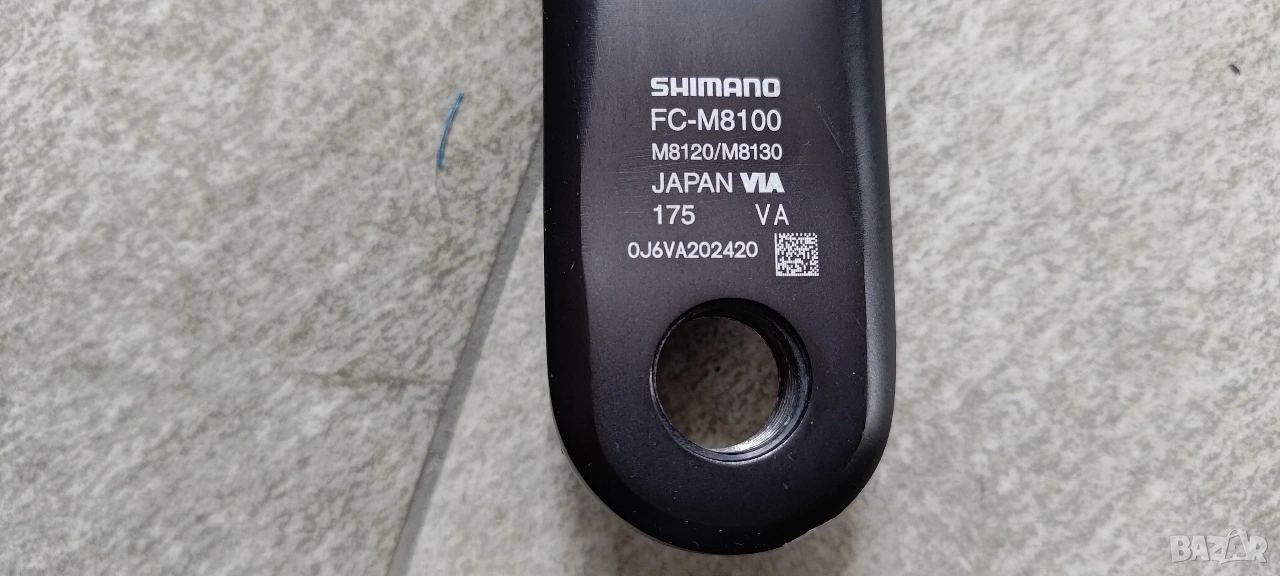 SHIMANO
FC-M8100
M8120/M8130
JAPAN VIA
175 VA
0J6VA202420
BAZAR